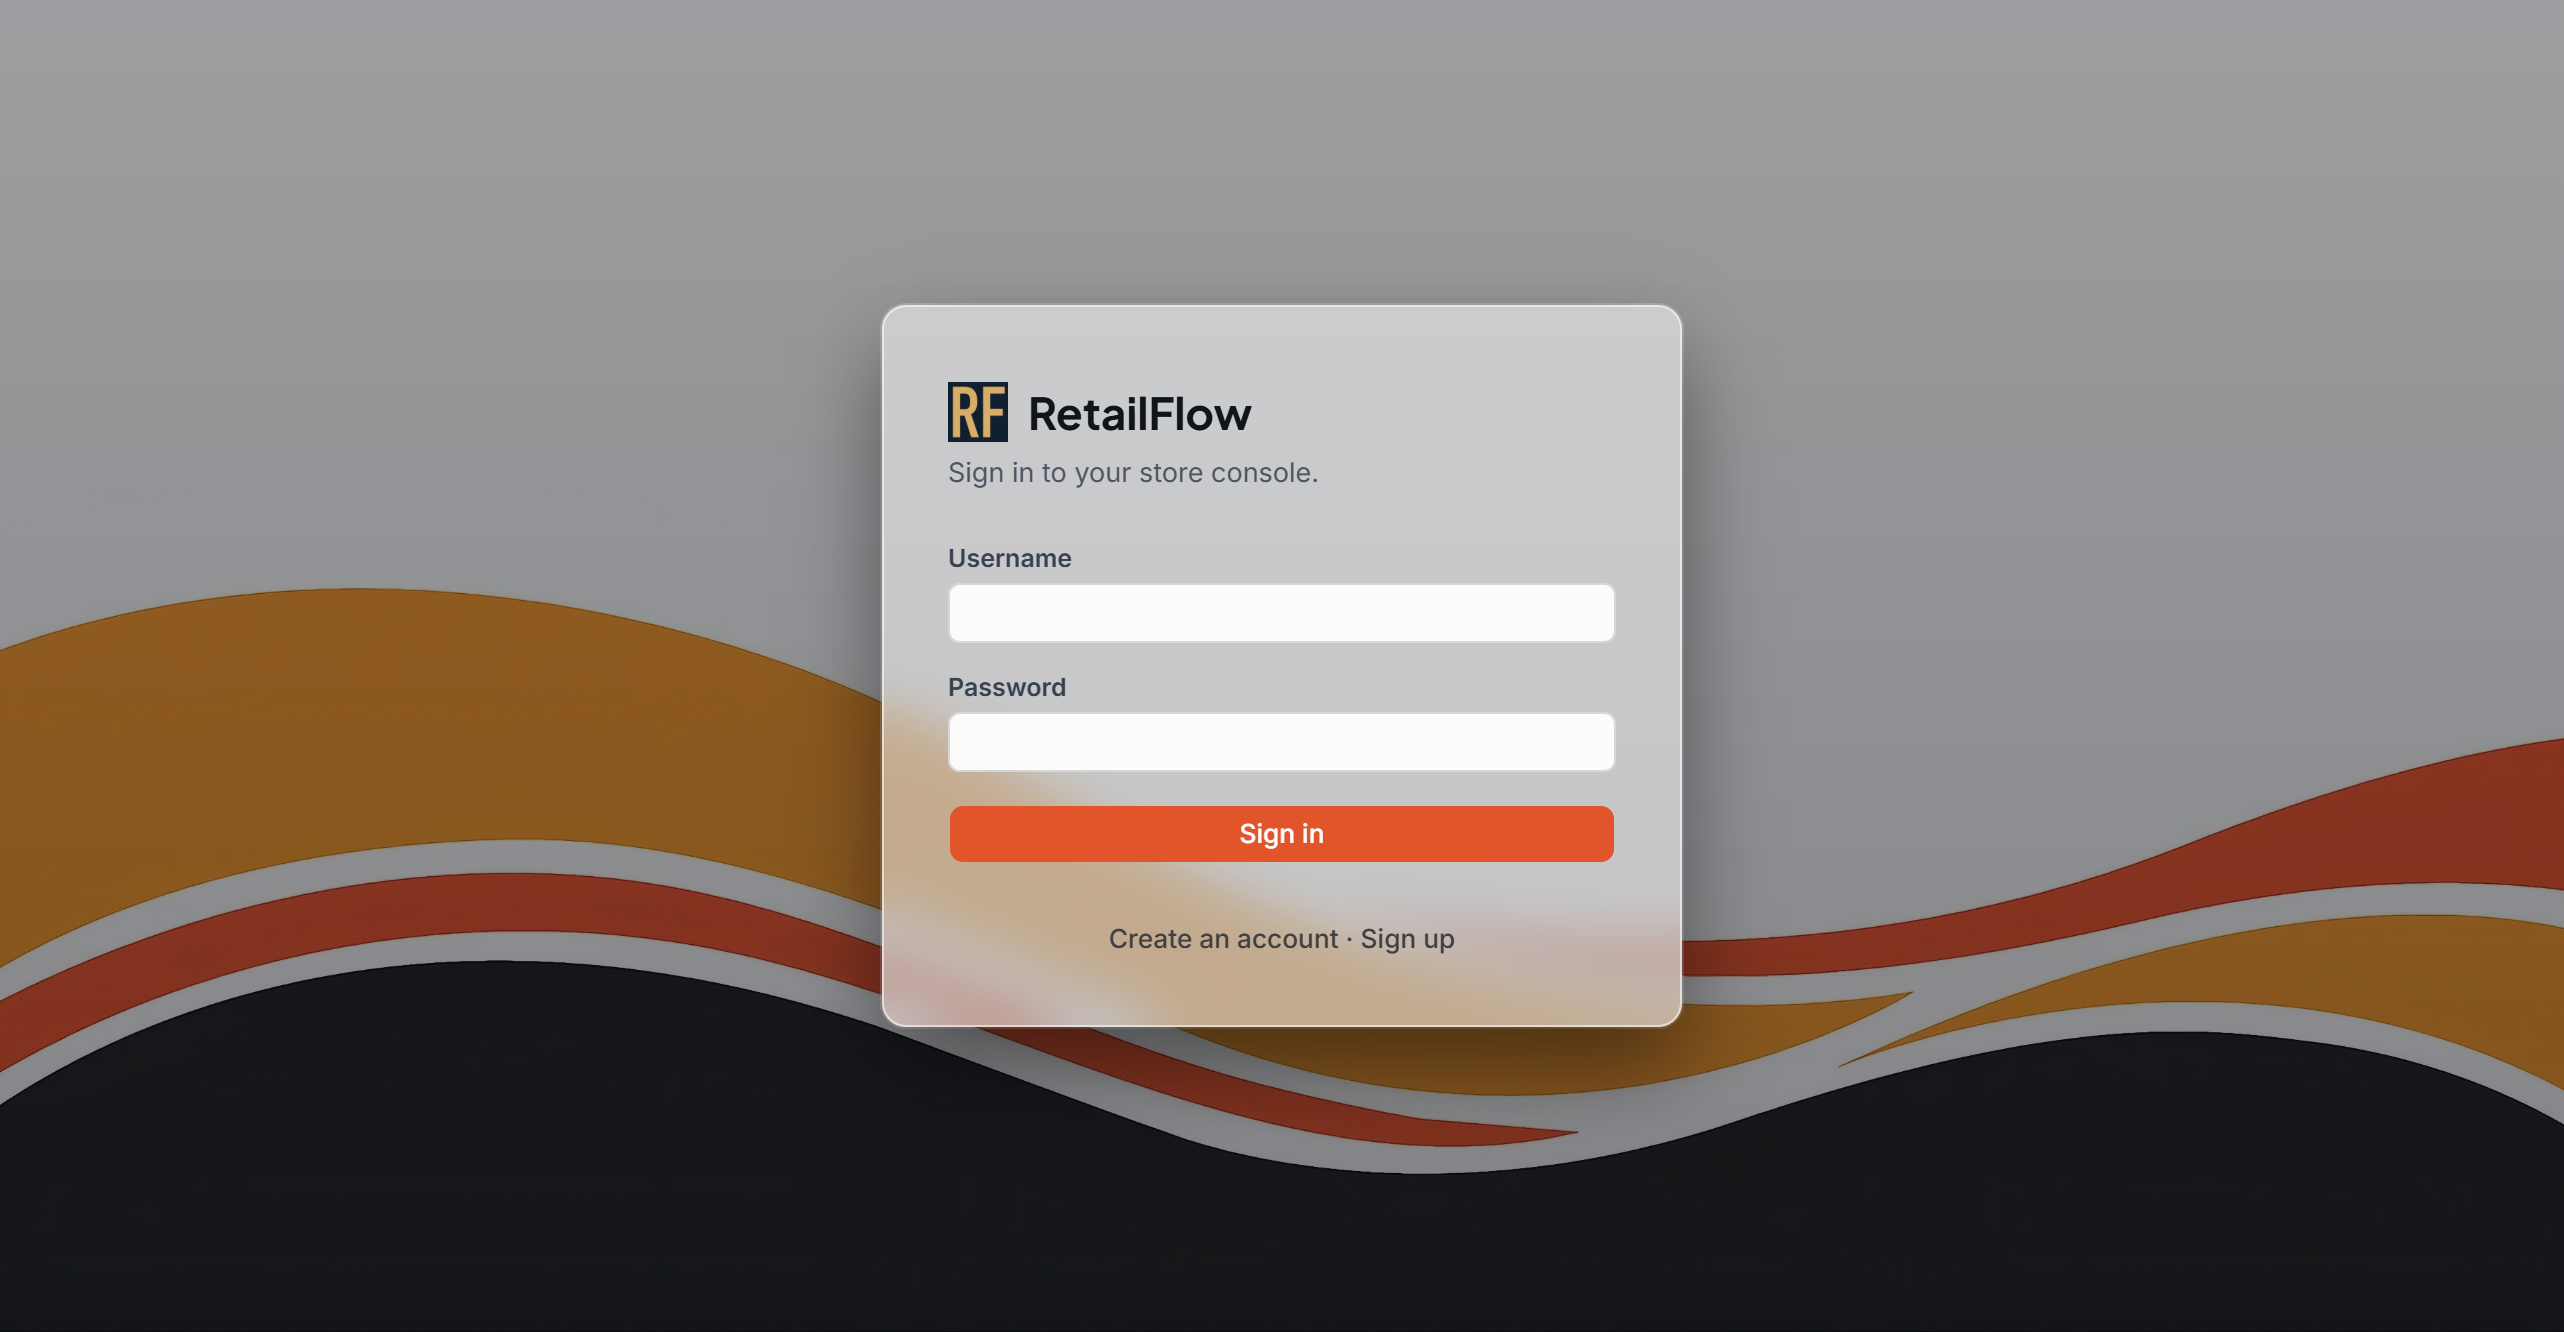 RF RetailFlow
Sign in to your store console.
Username
Password
Sign in
Create an account · Sign up